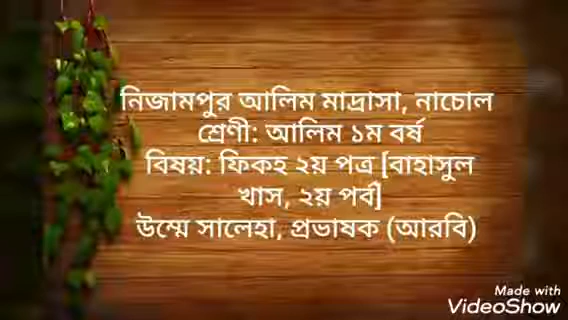 নিজামপুর আলিম মাদ্রাসা, নাচোল
শ্রেণী: আলিম ১ম বর্ষ
বিষয়: ফিকহ ২য় পত্র [বাহাসুল
খাস, ২য় পর্ব]
উম্মে সালেহা, প্রভাষক (আরবি)
Made with
VideoShow